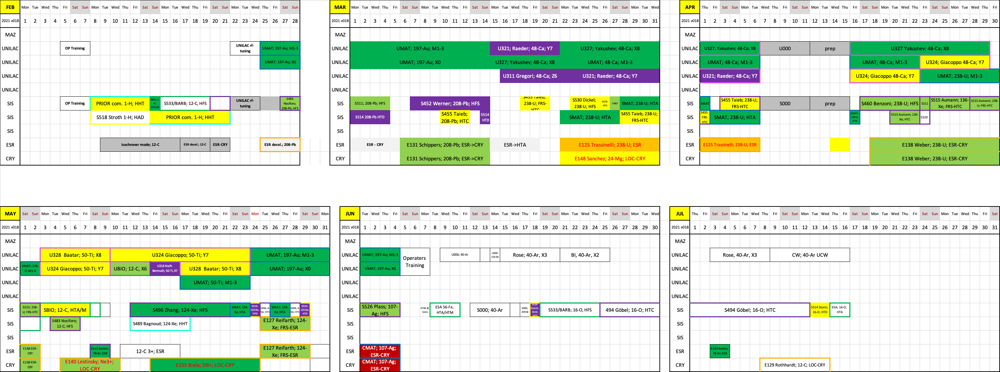 FEB Mon Tue Wed Thu Fri Sat Sun Mon Tue Wed Thu Fri Sat Sun Mon Tue Wed Thu Fri Sat Sun Mon Tue Wed Thu Fri Sat Sun
2021 v018 1 2 3 4 5 6 7 8 9 10 11 12 13 14 15 16 17 18 19 20 21 22 23 24 25 26 27 28
MAZ
UNILAC OP Training UNILAC rf-tuning UMAT; 197-Au; M1-3
UNILAC UMAT; 197-Au; X0
UNILAC
UNILAC
SIS OP Training PRIOR com. 1-H; HHT SBIO; 1-H; HTA/M S533/BARB; 12-C, HFS UNILAC rf-tuning S483 Nociforo; 208-Pb; HFS
SIS S518 Stroth 1-H; HAD PRIOR com. 1-H; HHT
SIS
ESR isochroner mode; 12-C ESR decel.; 12-C ESR-CRY ESR decel.; 208-Pb
CRY
MAR Mon Tue Wed Thu Fri Sat Sun Mon Tue Wed Thu Fri Sat Sun Mon Tue Wed Thu Fri Sat Sun Mon Tue Wed Thu Fri Sat Sun Mon Tue Wed
2021 v018 1 2 3 4 5 6 7 8 9 10 11 12 13 14 15 16 17 18 19 20 21 22 23 24 25 26 27 28 29 30 31
MAZ
UNILAC UMAT; 197-Au; M1-3 U321; Raeder; 48-Ca; Y7 U327; Yakushev; 48-Ca; X8
UNILAC UMAT; 197-Au; X0 U327; Yakushev; 48-Ca; X8 UMAT; 48-Ca; M1-3
UNILAC U311 Gregori; 48-Ca; Z6 U321; Raeder; 48-Ca; Y7
UNILAC
SIS S511; 208-Pb; HFS S452 Werner; 208-Pb; HFS S455 Taieb; 238-U; FRS-HTC S530 Dickel; 238-U; HFS S470 HFS S483 SMAT; 238-U; HTA
SIS S514 208-Pb HTD S455 Taieb; 208-Pb; HTC S514 HTD SMAT; 238-U; HTA S455 Taieb; 238-U; FRS-HTC
SIS
ESR ESR - CRY E131 Schippers; 208-Pb; ESR->CRY ESR->HTA E125 Trassinelli; 238-U; ESR
CRY E131 Schippers; 208-Pb; ESR->CRY E148 Sanchez; 24-Mg; LOC-CRY
APR Thu Fri Sat Sun Mon Tue Wed Thu Fri Sat Sun Mon Tue Wed Thu Fri Sat Sun Mon Tue Wed Thu Fri Sat Sun Mon Tue Wed Thu Fri
2021 v018 1 2 3 4 5 6 7 8 9 10 11 12 13 14 15 16 17 18 19 20 21 22 23 24 25 26 27 28 29 30
MAZ
UNILAC U327; Yakushev; 48-Ca; X8 U000 prep U327 Yakushev; 48-Ca; X8
UNILAC UMAT; 48-Ca; M1-3 UMAT; 48-Ca; M1-3 U324; Giacoppo 48-Ca; Y7
UNILAC U321; Raeder; 48-Ca; Y7 U324; Giacoppo 48-Ca; Y7 UMAT; 238-U; M1-3
UNILAC
SIS SMAT S455 Taieb; 238-U; FRS-HTC S000 prep S460 Benzoni; 238-U; HFS S511 S515 Aumann; 136-Xe; FRS-HTC S515 Aumann; 238-U; FRS-HTC
SIS S455 FRS-HTC SMAT; 238-U; HTA SMAT; 238-U; HTA S515 Aumann; 136-Xe; HTC S529
SIS
ESR E125 Trassinelli; 238-U; ESR E138 Weber; 238-U; ESR-CRY
CRY E138 Weber; 238-U; ESR-CRY
MAY Sat Sun Mon Tue Wed Thu Fri Sat Sun Mon Tue Wed Thu Fri Sat Sun Mon Tue Wed Thu Fri Sat Sun Mon Tue Wed Thu Fri Sat Sun Mon
2021 v018 1 2 3 4 5 6 7 8 9 10 11 12 13 14 15 16 17 18 19 20 21 22 23 24 25 26 27 28 29 30 31
MAZ
UNILAC U328 Baatar; 50-Ti; X8 U324 Giacoppo; 50-Ti; Y7 UMAT; 197-Au; M1-3
UNILAC UMAT; 238-U; M1-3 U324 Giacoppo; 50-Ti; Y7 UBIO; 12-C, X6 U316 Kraft-Bermuth; 50-Ti, X7 U328 Baatar; 50-Ti; X8 UMAT; 197-Au; X0
UNILAC UMAT; 50-Ti; M1-3
UNILAC
SIS S515; 238-U; FRS-HTC SBIO; 12-C, HTA/M S496 Zhang; 124-Xe; HFS SMAT; 124-Xe; HTA S514; 124-Xe; HTD S494; 4-He; HTC SMAT; 124-Xe; HTA S494; 4-He; HTC S514; 124-Xe; HTD
SIS S483 Nociforo; 12-C; HFS S489 Bagnoud; 124-Xe; HHT E127 Reifarth; 124-Xe; FRS-ESR
SIS
ESR E138 ESR-CRY E143 Korten; 78-Kr; ESR 12-C 3+; ESR E127 Reifarth; 124-Xe; FRS-ESR
CRY E138 ESR-CRY E140 Lestinsky; Ne3+; LOC-CRY E153 Biela; O6+; LOC-CRY
JUN Tue Wed Thu Fri Sat Sun Mon Tue Wed Thu Fri Sat Sun Mon Tue Wed Thu Fri Sat Sun Mon Tue Wed Thu Fri Sat Sun Mon Tue Wed
2021 v018 1 2 3 4 5 6 7 8 9 10 11 12 13 14 15 16 17 18 19 20 21 22 23 24 25 26 27 28 29 30
MAZ
UNILAC UMAT; 197-Au; M1-3 Operaters Training U000; 40-Ar U000 124-Xe Rose; 40-Ar, X3 BI, 40-Ar, X2
UNILAC UMAT; 197-Au; X0
UNILAC
UNILAC
SIS S526 Plass; 107-Ag; HFS HTM BI tests ESA 56-Fe, HTA/HTM S000; 40-Ar S000; 209-Bi S514 Sturm; 16-O; HTD S533/BARB; 16-O, HFS 494 Göbel; 16-O; HTC
SIS
SIS
ESR CMAT; 107-Ag; ESR-CRY
CRY CMAT; 107-Ag; ESR-CRY
JUL Thu Fri Sat Sun Mon Tue Wed Thu Fri Sat Sun Mon Tue Wed Thu Fri Sat Sun Mon Tue Wed Thu Fri Sat Sun Mon Tue Wed Thu Fri Sat
2021 v018 1 2 3 4 5 6 7 8 9 10 11 12 13 14 15 16 17 18 19 20 21 22 23 24 25 26 27 28 29 30 31
MAZ
UNILAC Rose, 40-Ar, X3 CW; 40-Ar UCW
UNILAC
UNILAC
UNILAC
SIS S494 Göbel; 16-O; HTC S514 Sturm; 16-O; HTD ESA; 16-O; HTA
SIS
SIS
ESR E143 Korten; 78-Kr; ESR
CRY E129 Rothhardt; 12-C; LOC-CRY